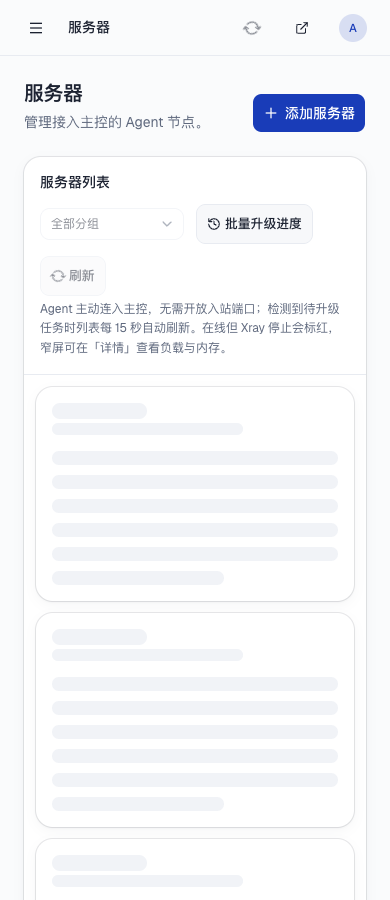 服务器
A
服务器
管理接入主控的 Agent 节点。
添加服务器
服务器列表
全部分组
批量升级进度
刷新
Agent 主动连入主控，无需开放入站端口；检测到待升级
任务时列表每 15 秒自动刷新。在线但 Xray 停止会标红，
窄屏可在「详情」查看负载与内存。